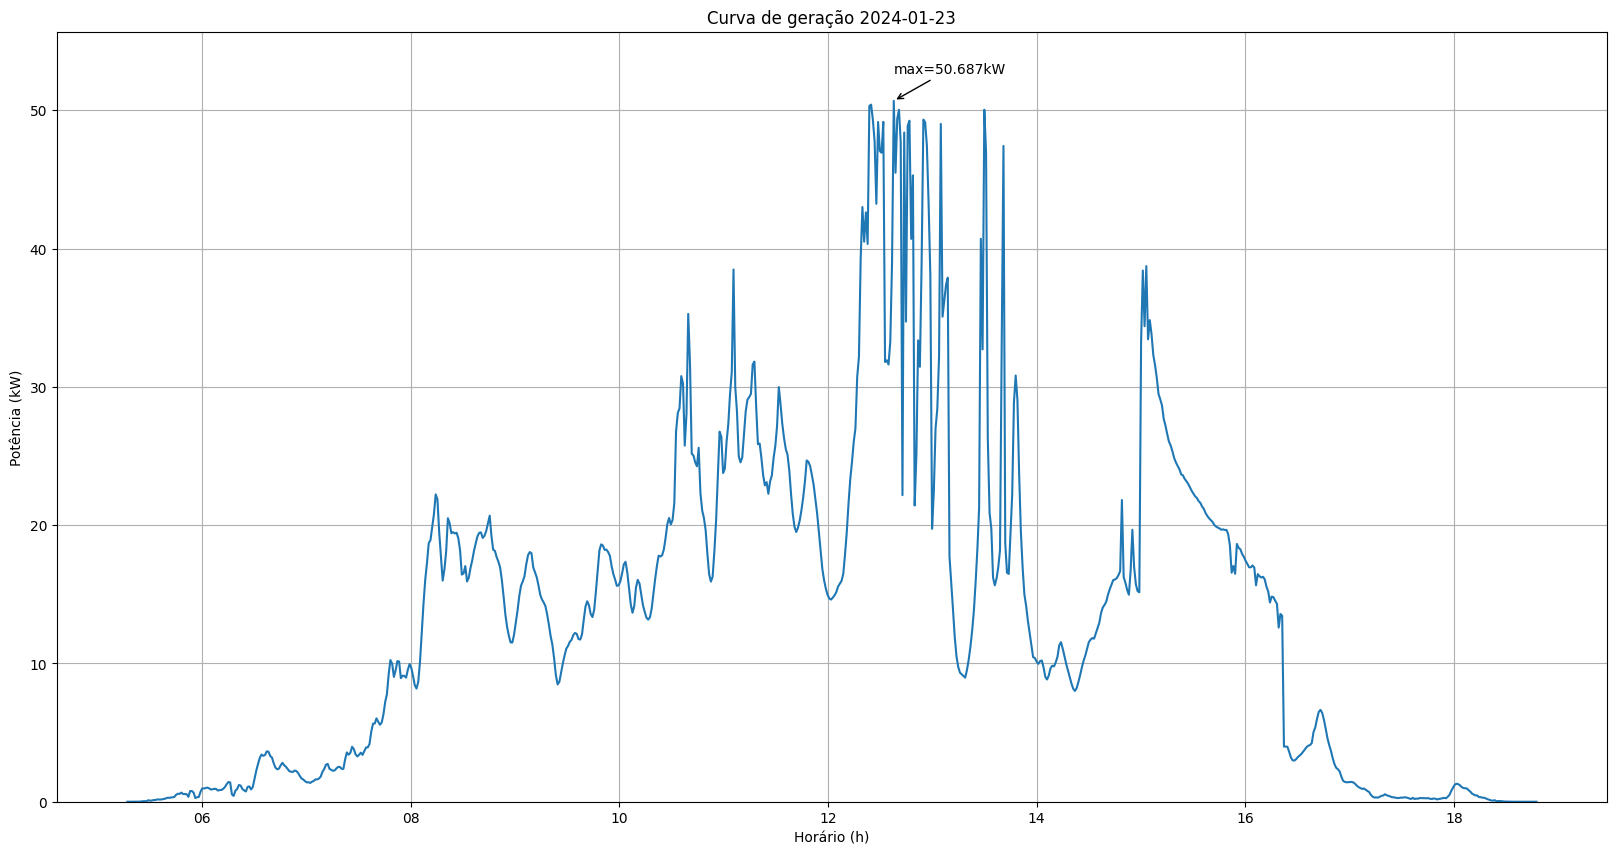 Curva de geração 2024-01-23
max=50.687kW
50
40
30
20
10
0
Potência (kW)
06 08 10 12 14 16 18
Horário (h)